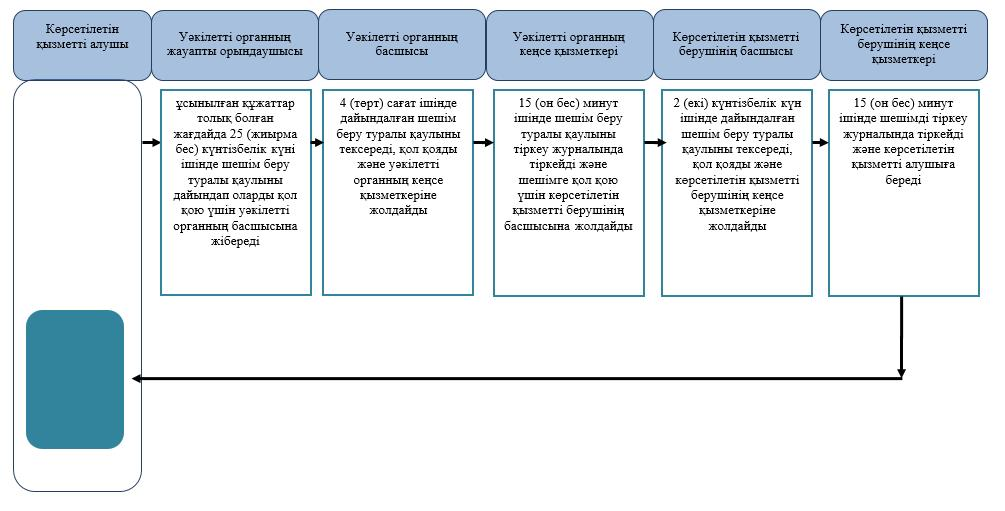 Көрсетілетін
қызметті алушы
Уәкілетті органның
жауапты орындаушысы
Уәкілетті органның
басшысы
Уәкілетті органның
кеңсе қызметкері
Көрсетілетін қызметті
берушінің басшысы
Көрсетілетін қызметті
берушінің кеңсе
қызметкері
ұсынылған құжаттар
толық болған
жағдайда 25 (жиырма
бес) күнтізбелік күні
ішінде шешім беру
туралы қаулыны
дайындап оларды қол
қою үшін уәкілетті
органның басшысына
жібереді
4 (төрт) сағат ішінде
дайындалған шешім
беру туралы қаулыны
тексереді, қол қояды
және уәкілетті
органның кеңсе
қызметкеріне
жолдайды
15 (он бес) минут
ішінде шешім беру
туралы қаулыны
тіркеу журналында
тіркейді және
шешімге қол қою
үшін көрсетілетін
қызметті берушінің
басшысына жолдайды
2 (екі) күнтізбелік күн
ішінде дайындалған
шешім беру туралы
қаулыны тексереді,
қол қояды және
көрсетілетін қызметті
берушінің кеңсе
қызметкеріне
жолдайды
15 (он бес) минут
ішінде шешімді тіркеу
журналында тіркейді
және көрсетілетін
қызметті алушыға
береді